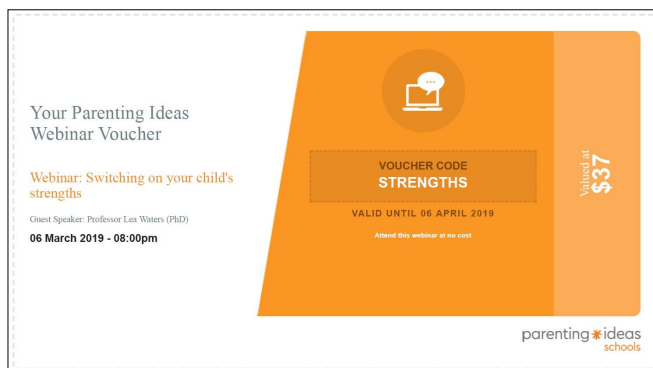 Your Parenting Ideas
Webinar Voucher
Webinar: Switching on your child's
strengths
Guest Speaker: Professor Lea Waters (PhD)
06 March 2019 - 08:00pm
VOUCHER CODE
STRENGTHS
VALID UNTIL 06 APRIL 2019
Attend this webinar at no cost
Valued at
$37
parenting*ideas
schools